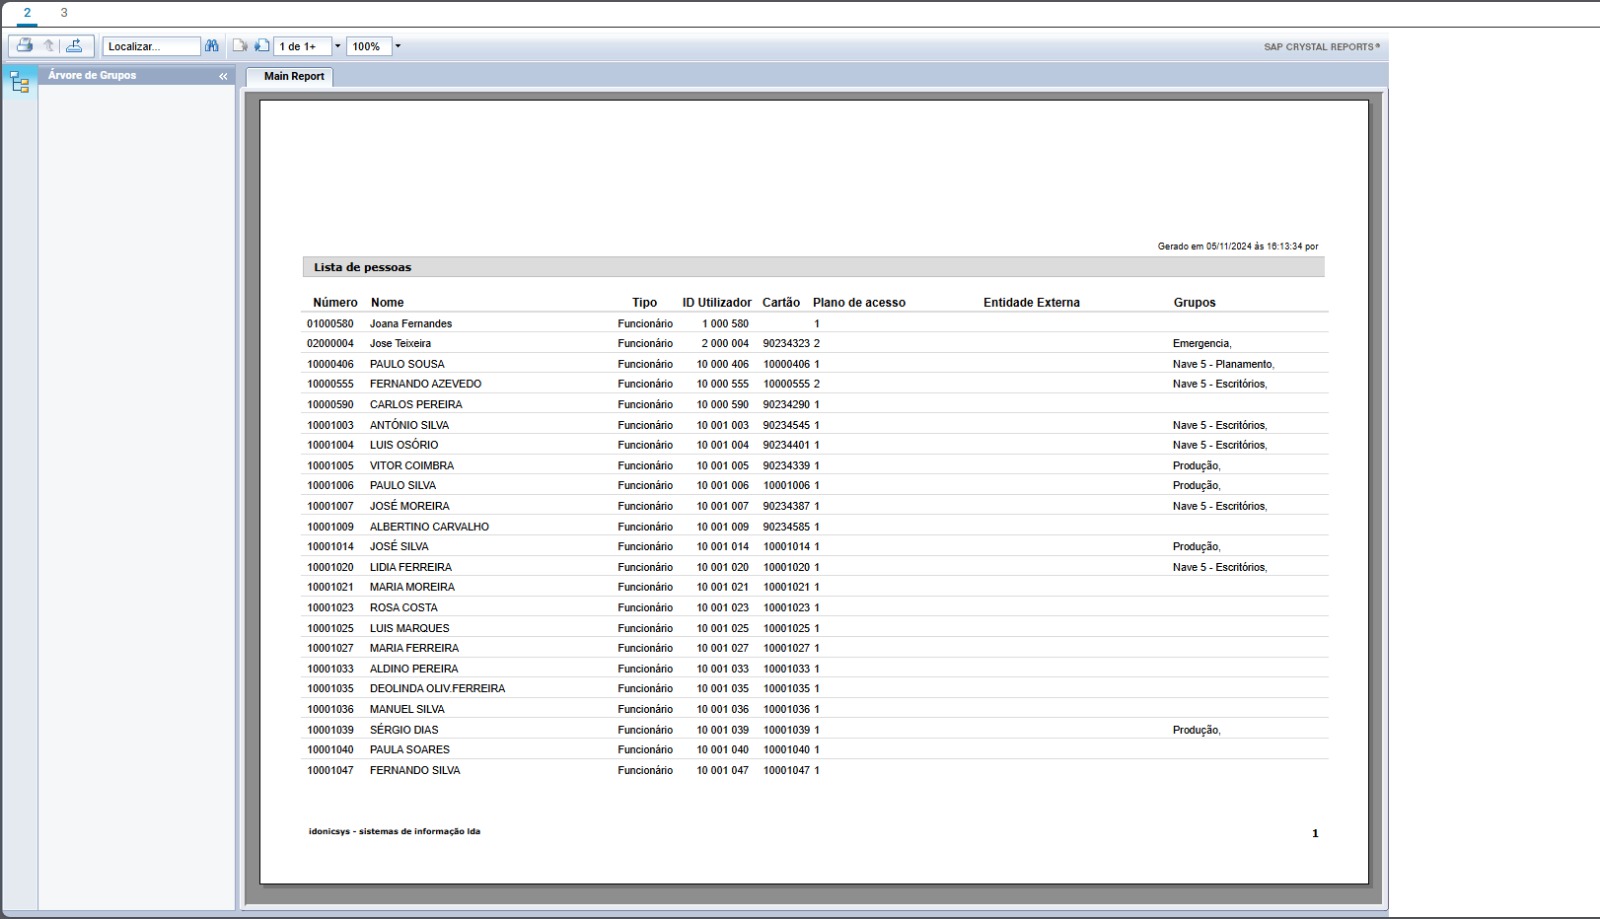 2 3
Localizar... 1 de 1+ 100% SAP CRYSTAL REPORTS®
Árvore de Grupos « Main Report
Gerado em 05/11/2024 às 16:13:34 por
Lista de pessoas
Número Nome Tipo ID Utilizador Cartão Plano de acesso Entidade Externa Grupos
01000580 Joana Fernandes Funcionário 1 000 580 1
02000004 Jose Teixeira Funcionário 2 000 004 90234323 2 Emergencia,
10000406 PAULO SOUSA Funcionário 10 000 406 10000406 1 Nave 5 - Planamento,
10000555 FERNANDO AZEVEDO Funcionário 10 000 555 10000555 2 Nave 5 - Escritórios,
10000590 CARLOS PEREIRA Funcionário 10 000 590 90234290 1
10001003 ANTÓNIO SILVA Funcionário 10 001 003 90234545 1 Nave 5 - Escritórios,
10001004 LUIS OSÓRIO Funcionário 10 001 004 90234401 1 Nave 5 - Escritórios,
10001005 VITOR COIMBRA Funcionário 10 001 005 90234339 1 Produção,
10001006 PAULO SILVA Funcionário 10 001 006 10001006 1 Produção,
10001007 JOSÉ MOREIRA Funcionário 10 001 007 90234387 1 Nave 5 - Escritórios,
10001009 ALBERTINO CARVALHO Funcionário 10 001 009 90234585 1
10001014 JOSÉ SILVA Funcionário 10 001 014 10001014 1 Produção,
10001020 LIDIA FERREIRA Funcionário 10 001 020 10001020 1 Nave 5 - Escritórios,
10001021 MARIA MOREIRA Funcionário 10 001 021 10001021 1
10001023 ROSA COSTA Funcionário 10 001 023 10001023 1
10001025 LUIS MARQUES Funcionário 10 001 025 10001025 1
10001027 MARIA FERREIRA Funcionário 10 001 027 10001027 1
10001033 ALDINO PEREIRA Funcionário 10 001 033 10001033 1
10001035 DEOLINDA OLIV.FERREIRA Funcionário 10 001 035 10001035 1
10001036 MANUEL SILVA Funcionário 10 001 036 10001036 1
10001039 SÉRGIO DIAS Funcionário 10 001 039 10001039 1 Produção,
10001040 PAULA SOARES Funcionário 10 001 040 10001040 1
10001047 FERNANDO SILVA Funcionário 10 001 047 10001047 1
idonicsys - sistemas de informação lda 1